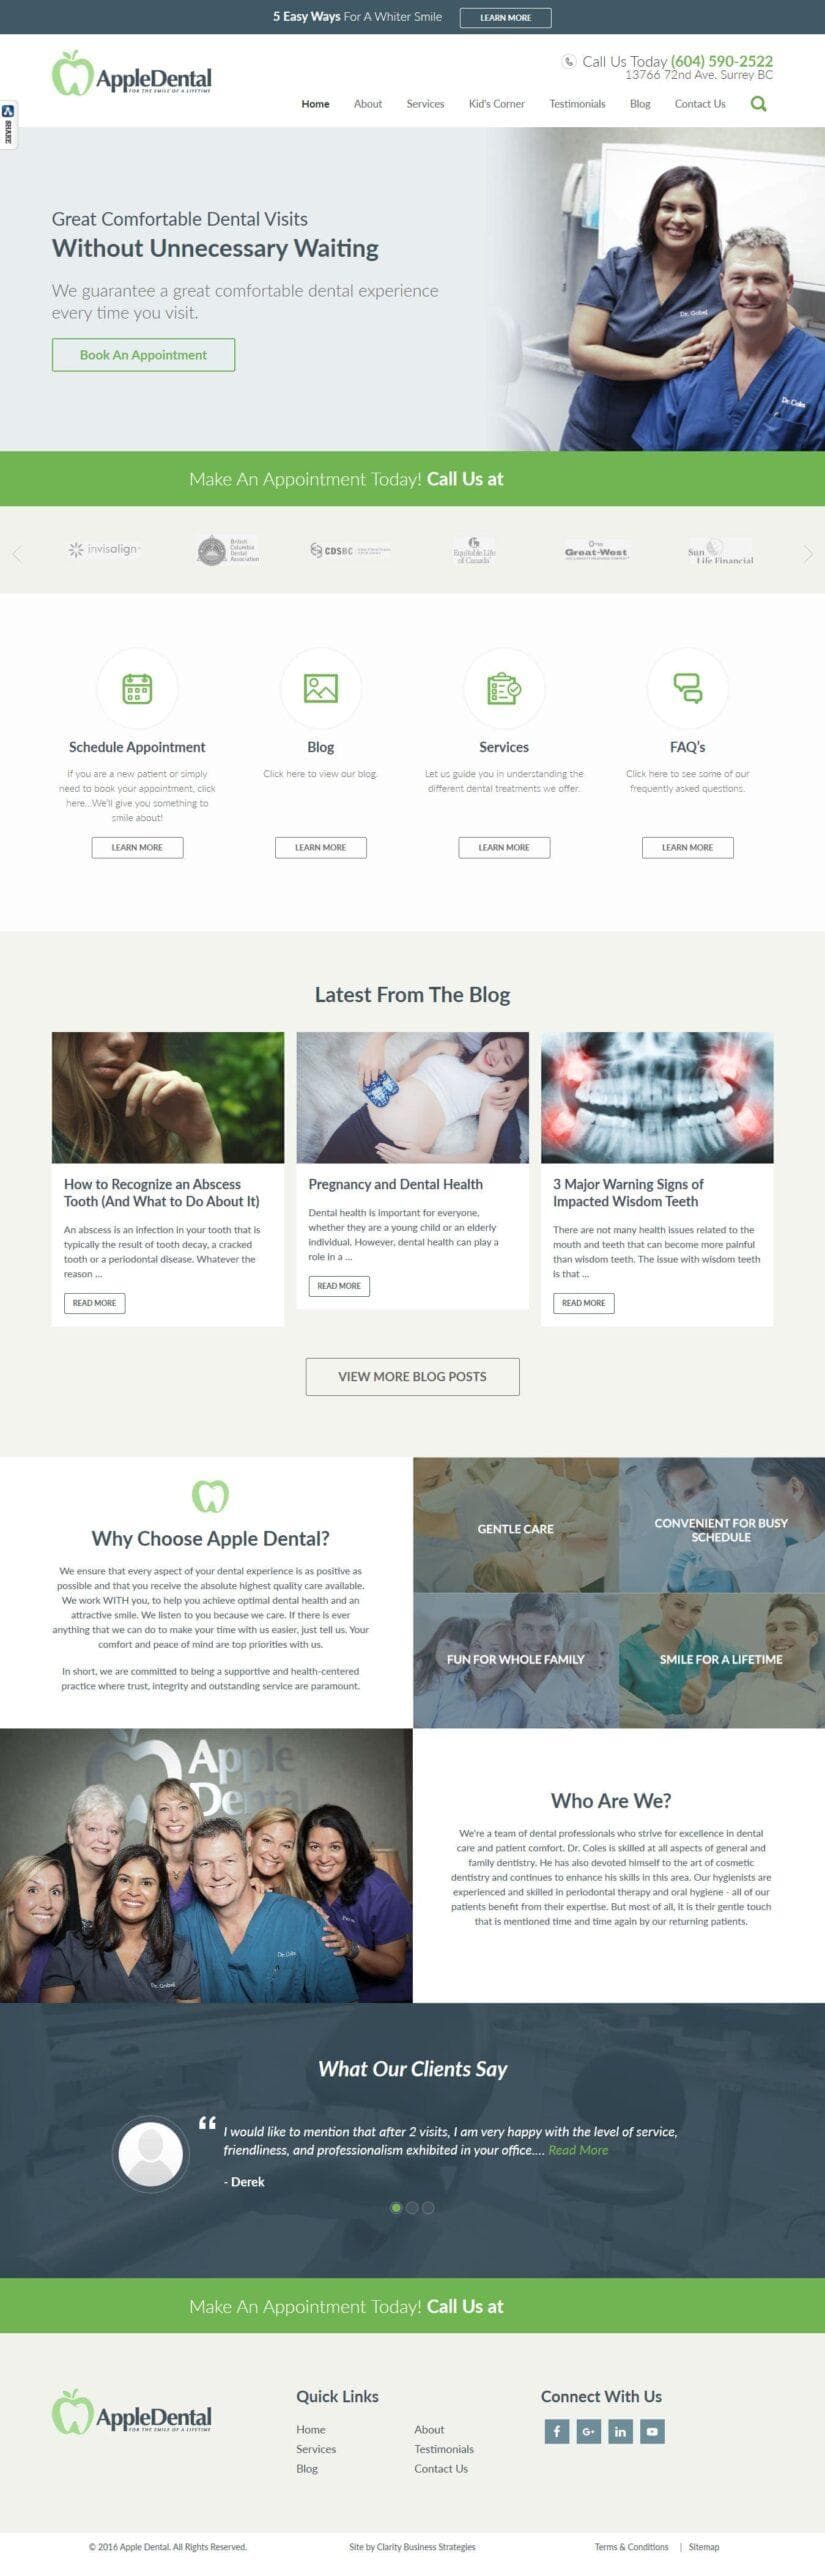 5 Easy Ways For A Whiter Smile LEARN MORE
AppleDental
FOR THE SMILE OF A LIFETIME
Call Us Today (604) 590-2522
13766 72nd Ave. Surrey BC
Home About Services Kid's Corner Testimonials Blog Contact Us
SHARE
Great Comfortable Dental Visits
Without Unnecessary Waiting
We guarantee a great comfortable dental experience
every time you visit.
Book An Appointment
Dr. Gobal
Dr. Coles
Make An Appointment Today! Call Us at
invisalign
British
Columbia
Dental
Association
CDSBC
Equitable Life
of Canada
Great-West
Sun
Life Financial
Schedule Appointment
If you are a new patient or simply
need to book your appointment, click
here...We'll give you something to
smile about!
LEARN MORE
Blog
Click here to view our blog.
LEARN MORE
Services
Let us guide you in understanding the
different dental treatments we offer.
LEARN MORE
FAQ's
Click here to see some of our
frequently asked questions.
LEARN MORE
Latest From The Blog
How to Recognize an Abscess
Tooth (And What to Do About It)
An abscess is an infection in your tooth that is
typically the result of tooth decay, a cracked
tooth or a periodontal disease. Whatever the
reason ...
READ MORE
Pregnancy and Dental Health
Dental health is important for everyone,
whether they are a young child or an elderly
individual. However, dental health can play a
role in a ...
READ MORE
3 Major Warning Signs of
Impacted Wisdom Teeth
There are not many health issues related to the
mouth and teeth that can become more painful
than wisdom teeth. The issue with wisdom teeth
is that ...
READ MORE
VIEW MORE BLOG POSTS
Why Choose Apple Dental?
We ensure that every aspect of your dental experience is as positive as
possible and that you receive the absolute highest quality care available.
We work WITH you, to help you achieve optimal dental health and an
attractive smile. We listen to you because we care. If there is ever
anything that we can do to make your time with us easier, just tell us. Your
comfort and peace of mind are top priorities with us.
In short, we are committed to being a supportive and health-centered
practice where trust, integrity and outstanding service are paramount.
GENTLE CARE
CONVENIENT FOR BUSY
SCHEDULE
FUN FOR WHOLE FAMILY
SMILE FOR A LIFETIME
Apple
Dental
Who Are We?
We're a team of dental professionals who strive for excellence in dental
care and patient comfort. Dr. Coles is skilled at all aspects of general and
family dentistry. He has also devoted himself to the art of cosmetic
dentistry and continues to enhance his skills in this area. Our hygienists are
experienced and skilled in periodontal therapy and oral hygiene - all of our
patients benefit from their expertise. But most of all, it is their gentle touch
that is mentioned time and time again by our returning patients.
What Our Clients Say
“ I would like to mention that after 2 visits, I am very happy with the level of service,
friendliness, and professionalism exhibited in your office.... Read More
- Derek
Make An Appointment Today! Call Us at
AppleDental
FOR THE SMILE OF A LIFETIME
Quick Links
Home About
Services Testimonials
Blog Contact Us
Connect With Us
© 2016 Apple Dental. All Rights Reserved. Site by Clarity Business Strategies Terms & Conditions | Sitemap